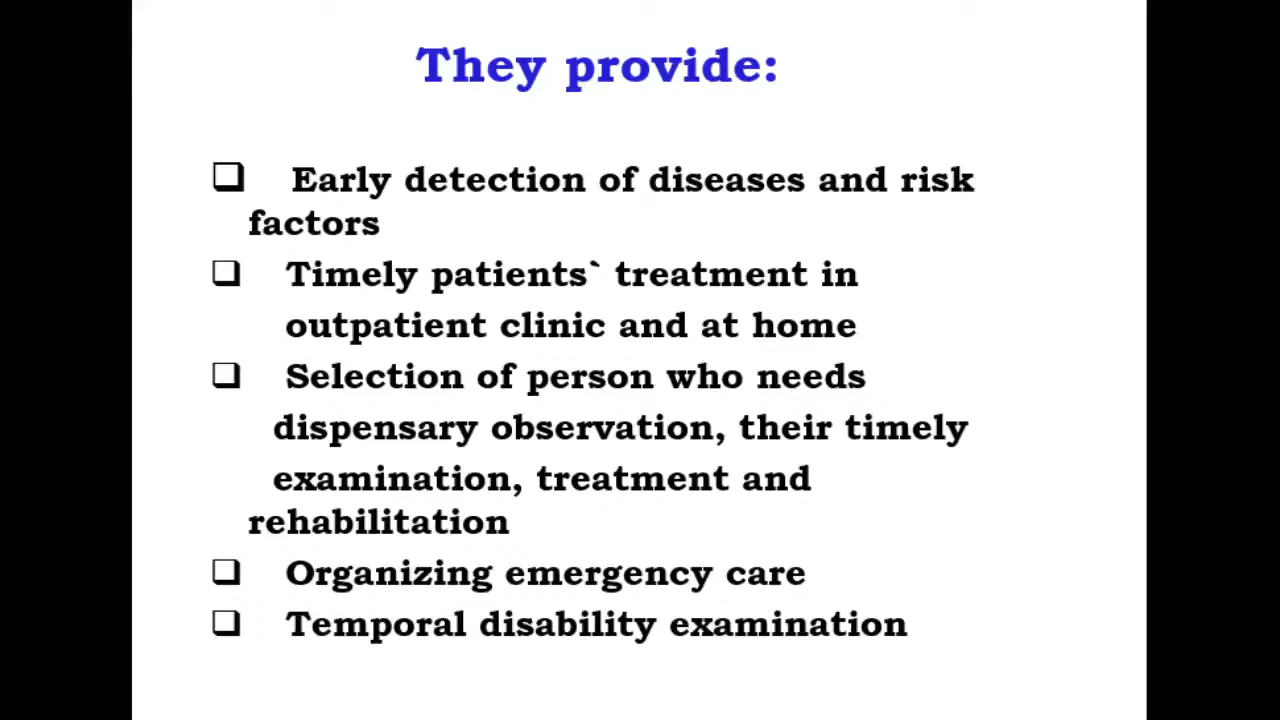 They provide:
❑ Early detection of diseases and risk
factors
❑ Timely patients` treatment in
outpatient clinic and at home
❑ Selection of person who needs
dispensary observation, their timely
examination, treatment and
rehabilitation
❑ Organizing emergency care
❑ Temporal disability examination